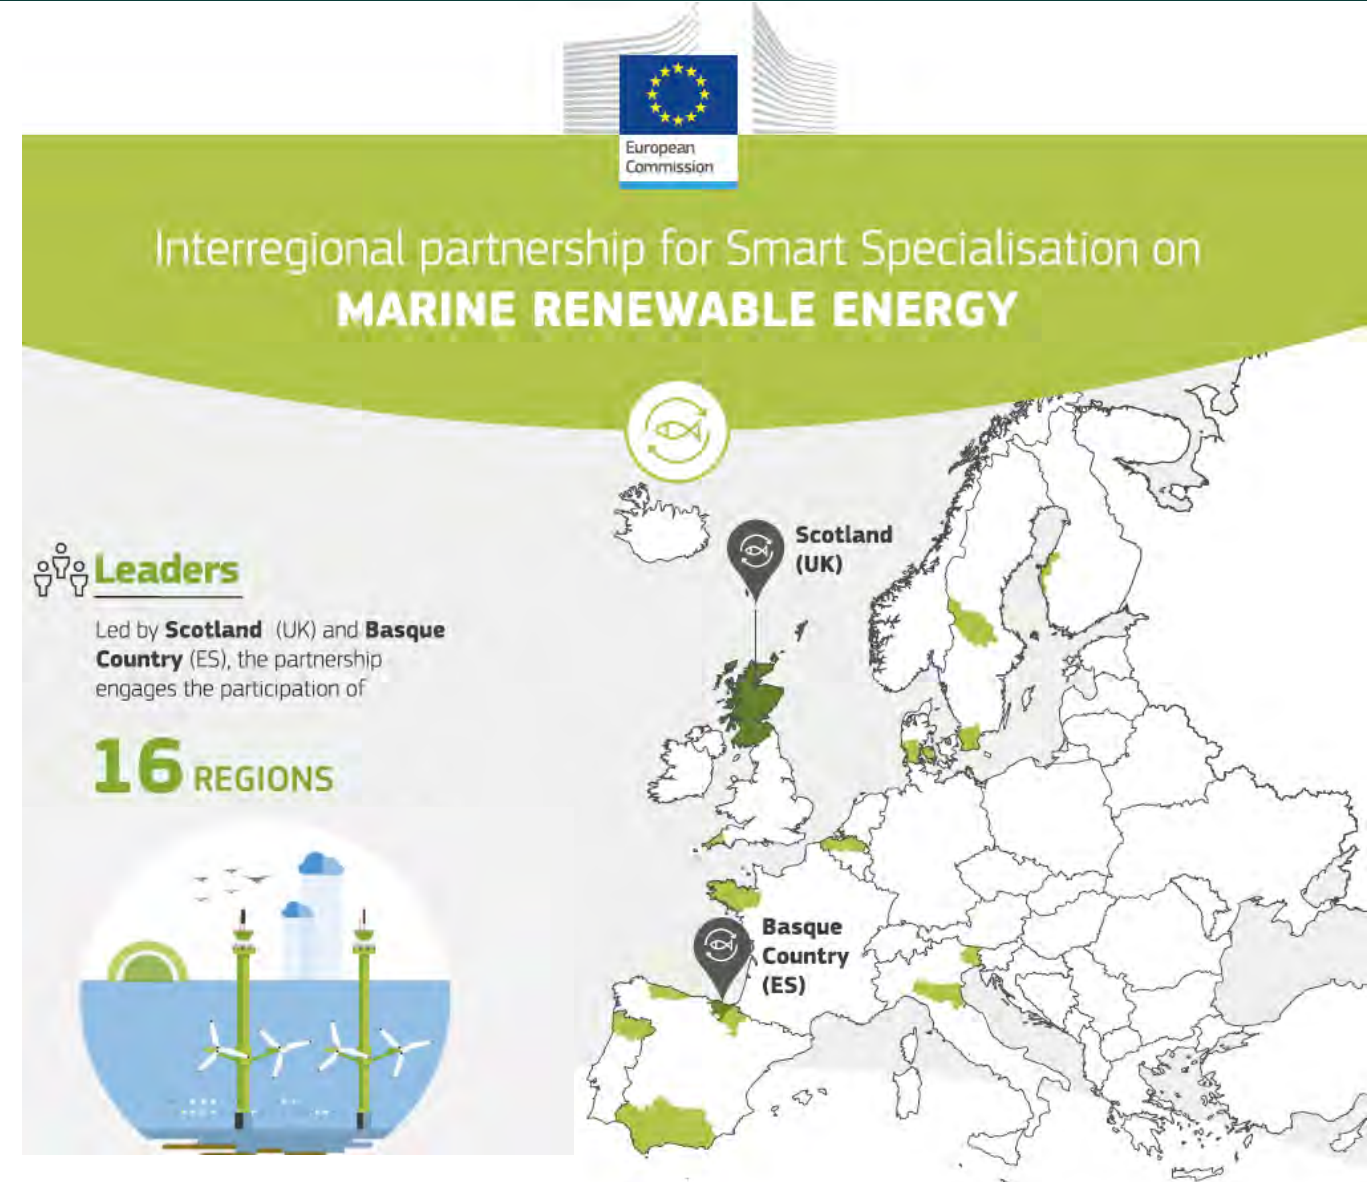 European
Commission
Interregional partnership for Smart Specialisation on
MARINE RENEWABLE ENERGY
Scotland
(UK)
Leaders
Led by Scotland (UK) and Basque
Country (ES), the partnership
engages the participation of
16 REGIONS
Basque
Country
(ES)